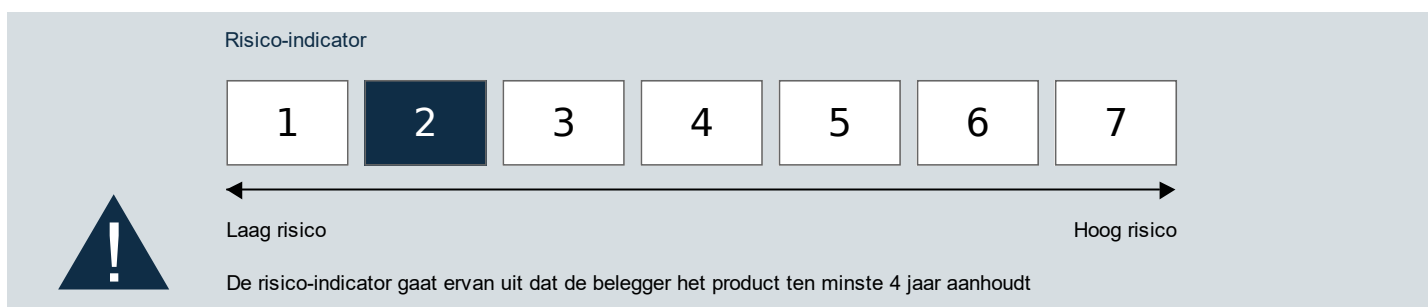 Risico-indicator
1 2 3 4 5 6 7
Laag risico Hoog risico
!
De risico-indicator gaat ervan uit dat de belegger het product ten minste 4 jaar aanhoudt